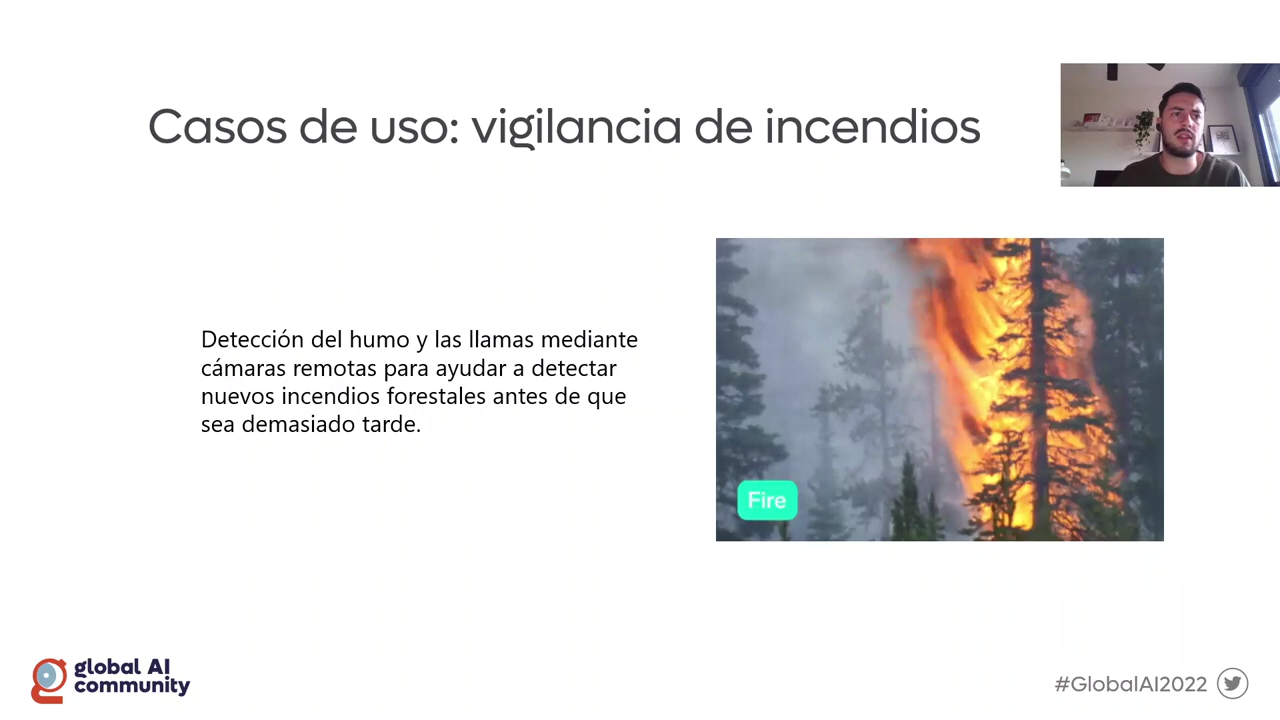 Casos de uso: vigilancia de incendios
Detección del humo y las llamas mediante
cámaras remotas para ayudar a detectar
nuevos incendios forestales antes de que
sea demasiado tarde.
Fire
global AI
community
#GlobalAI2022